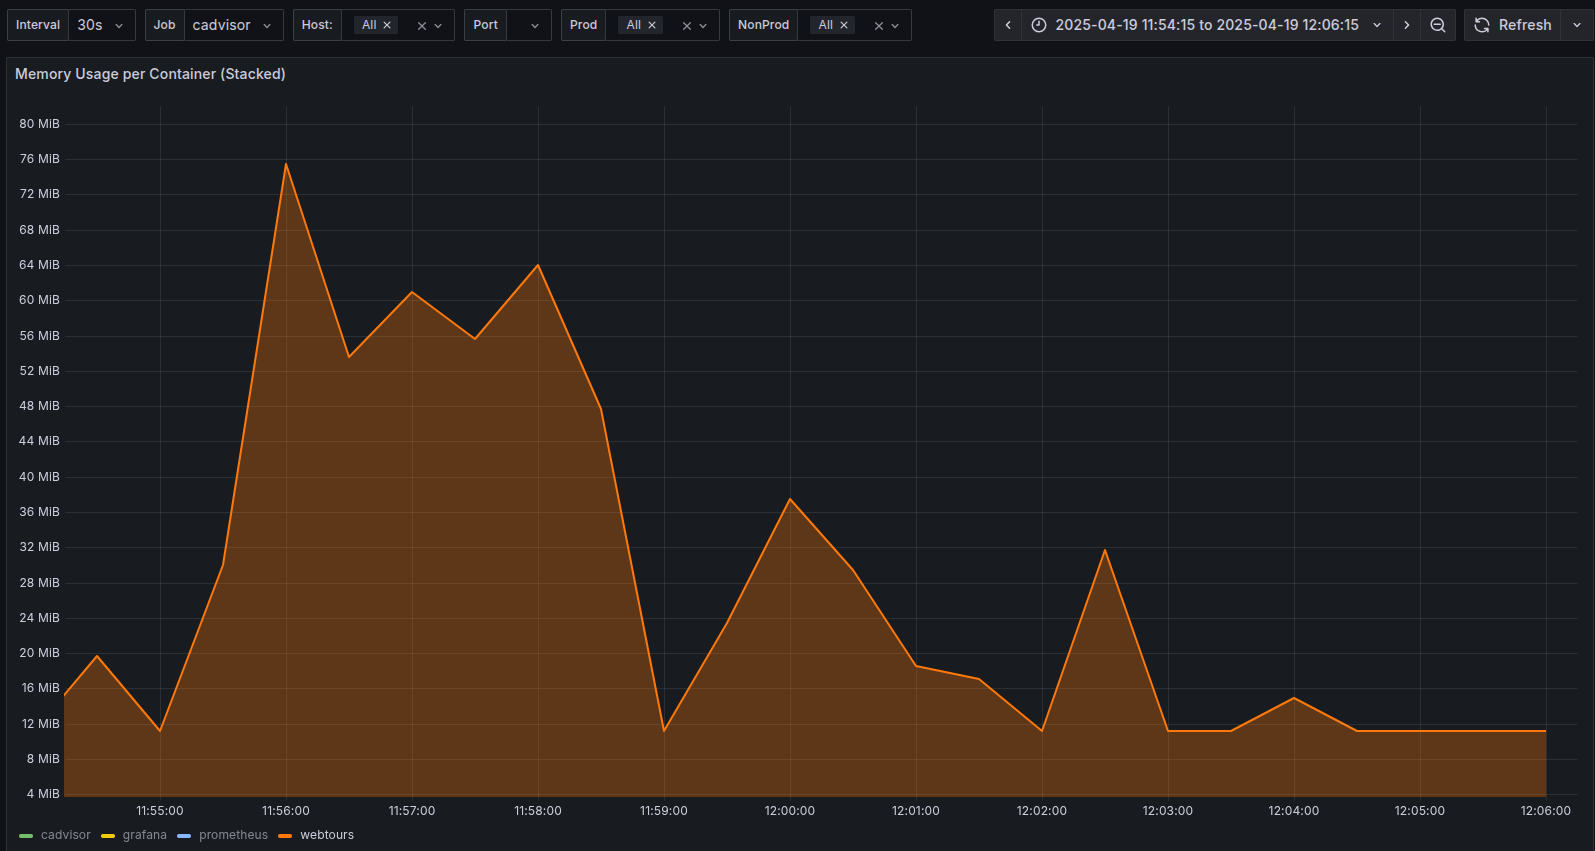 Interval 30s Job cadvisor Host: All Port Prod All NonProd All 2025-04-19 11:54:15 to 2025-04-19 12:06:15 Refresh
Memory Usage per Container (Stacked)
80 MiB
76 MiB
72 MiB
68 MiB
64 MiB
60 MiB
56 MiB
52 MiB
48 MiB
44 MiB
40 MiB
36 MiB
32 MiB
28 MiB
24 MiB
20 MiB
16 MiB
12 MiB
8 MiB
4 MiB
11:55:00 11:56:00 11:57:00 11:58:00 11:59:00 12:00:00 12:01:00 12:02:00 12:03:00 12:04:00 12:05:00 12:06:00
cadvisor grafana prometheus webtours